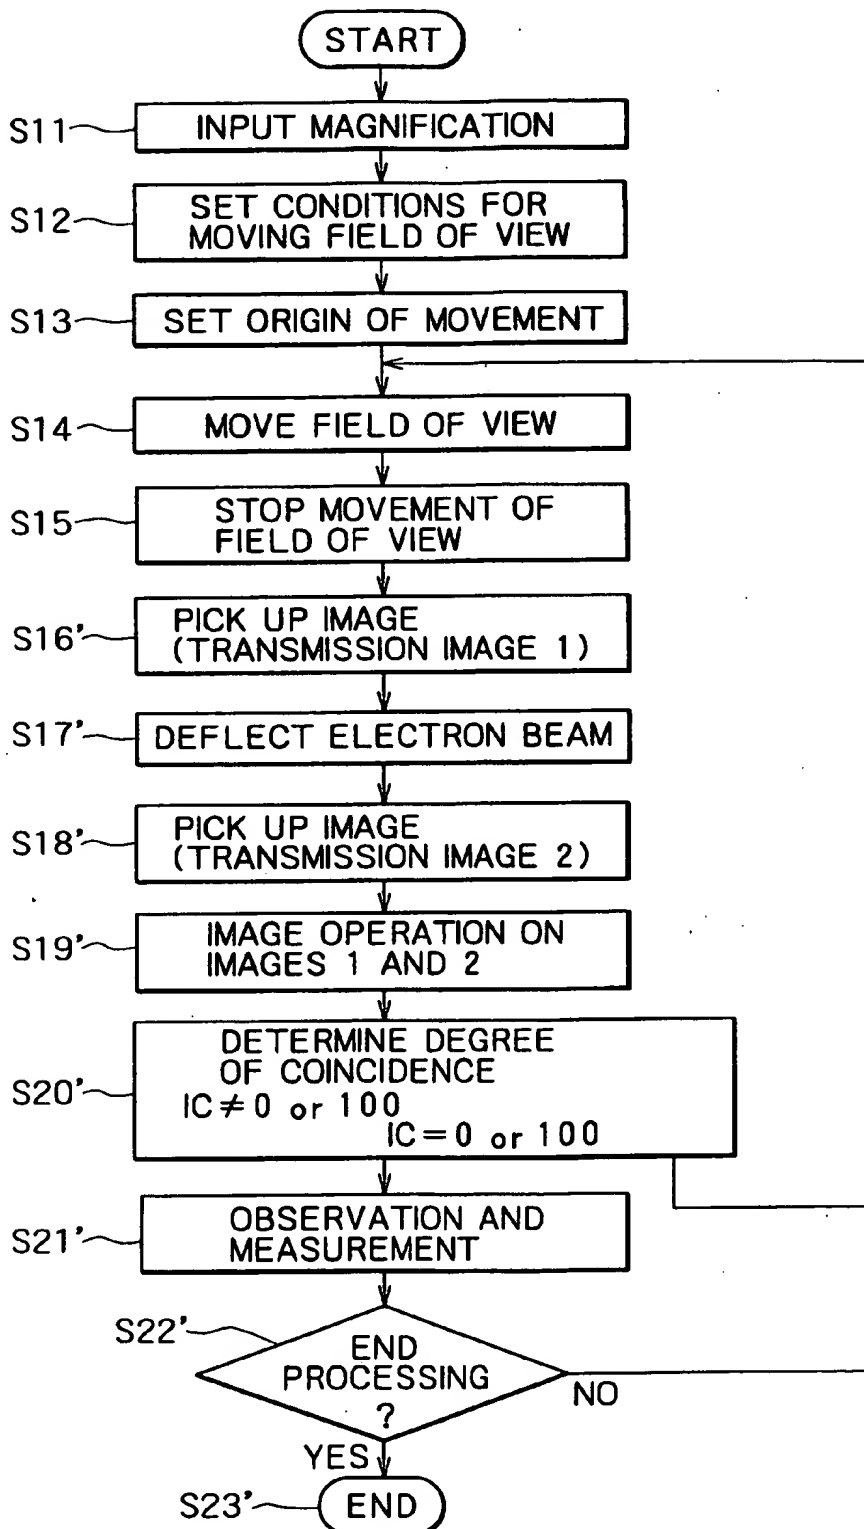 START
S11
INPUT MAGNIFICATION
S12
SET CONDITIONS FOR
MOVING FIELD OF VIEW
S13
SET ORIGIN OF MOVEMENT
S14
MOVE FIELD OF VIEW
S15
STOP MOVEMENT OF
FIELD OF VIEW
S16'
PICK UP IMAGE
(TRANSMISSION IMAGE 1)
S17'
DEFLECT ELECTRON BEAM
S18'
PICK UP IMAGE
(TRANSMISSION IMAGE 2)
S19'
IMAGE OPERATION ON
IMAGES 1 AND 2
S20'
DETERMINE DEGREE
OF COINCIDENCE
IC≠0 or 100
IC=0 or 100
S21'
OBSERVATION AND
MEASUREMENT
S22'
END
PROCESSING
?
NO
YES
S23'
END